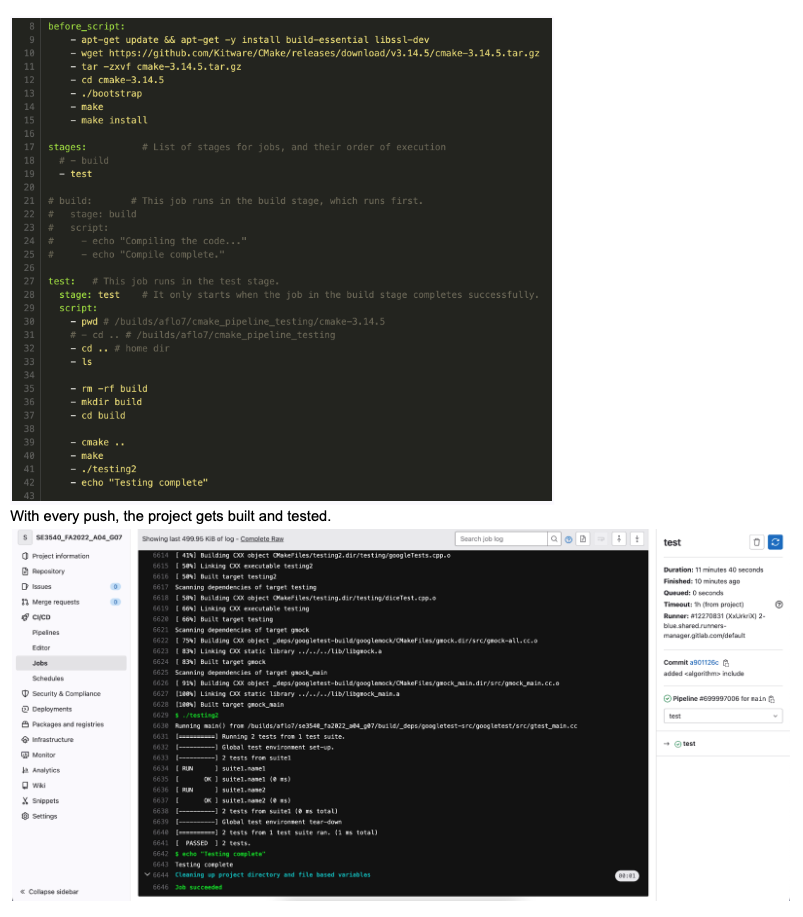 8 before_script:
9 - apt-get update && apt-get -y install build-essential libssl-dev
10 - wget https://github.com/Kitware/CMake/releases/download/v3.14.5/cmake-3.14.5.tar.gz
11 - tar -zxvf cmake-3.14.5.tar.gz
12 - cd cmake-3.14.5
13 - ./bootstrap
14 - make
15 - make install
16
17 stages: # List of stages for jobs, and their order of execution
18 # - build
19 - test
20
21 # build: # This job runs in the build stage, which runs first.
22 # stage: build
23 # script:
24 # - echo "Compiling the code..."
25 # - echo "Compile complete."
26
27 test: # This job runs in the test stage.
28 stage: test # It only starts when the job in the build stage completes successfully.
29 script:
30 - pwd # /builds/aflo7/cmake_pipeline_testing/cmake-3.14.5
31 # - cd .. # /builds/aflo7/cmake_pipeline_testing
32 - cd .. # home dir
33 - ls
34
35 - rm -rf build
36 - mkdir build
37 - cd build
38
39 - cmake ..
40 - make
41 - ./testing2
42 - echo "Testing complete"
43
With every push, the project gets built and tested.
S SE3540_FA2022_A04_G07
Project information
Repository
Issues 0
Merge requests 0
CI/CD
Pipelines
Editor
Jobs
Schedules
Security & Compliance
Deployments
Packages and registries
Infrastructure
Monitor
Analytics
Wiki
Snippets
Settings
Collapse sidebar
Showing last 499.95 KiB of log - Complete Raw
Search job log
6614 [ 41%] Building CXX object CMakeFiles/testing2.dir/testing/googleTests.cpp.o
6615 [ 50%] Linking CXX executable testing2
6616 [ 50%] Built target testing2
6617 Scanning dependencies of target testing
6618 [ 58%] Building CXX object CMakeFiles/testing.dir/testing/diceTest.cpp.o
6619 [ 66%] Linking CXX executable testing
6620 [ 66%] Built target testing
6621 Scanning dependencies of target gmock
6622 [ 75%] Building CXX object _deps/googletest-build/googlemock/CMakeFiles/gmock.dir/src/gmock-all.cc.o
6623 [ 83%] Linking CXX static library ../../../lib/libgmock.a
6624 [ 83%] Built target gmock
6625 Scanning dependencies of target gmock_main
6626 [ 91%] Building CXX object _deps/googletest-build/googlemock/CMakeFiles/gmock_main.dir/src/gmock_main.cc.o
6627 [100%] Linking CXX static library ../../../lib/libgmock_main.a
6628 [100%] Built target gmock_main
6629 $ ./testing2
6630 Running main() from /builds/aflo7/se3540_fa2022_a04_g07/build/_deps/googletest-src/googletest/src/gtest_main.cc
6631 [==========] Running 2 tests from 1 test suite.
6632 [----------] Global test environment set-up.
6633 [----------] 2 tests from suite1
6634 [ RUN ] suite1.name1
6635 [ OK ] suite1.name1 (0 ms)
6636 [ RUN ] suite1.name2
6637 [ OK ] suite1.name2 (0 ms)
6638 [----------] 2 tests from suite1 (0 ms total)
6639 [----------] Global test environment tear-down
6640 [==========] 2 tests from 1 test suite ran. (1 ms total)
6641 [ PASSED ] 2 tests.
6642 $ echo "Testing complete"
6643 Testing complete
6644 Cleaning up project directory and file based variables 00:01
6646 Job succeeded
test
Duration: 11 minutes 40 seconds
Finished: 10 minutes ago
Queued: 0 seconds
Timeout: 1h (from project)
Runner: #12270831 (XxUrkriX) 2-
blue.shared.runners-
manager.gitlab.com/default
Commit a901126c
added <algorithm> include
Pipeline #699997006 for main
test
→ test